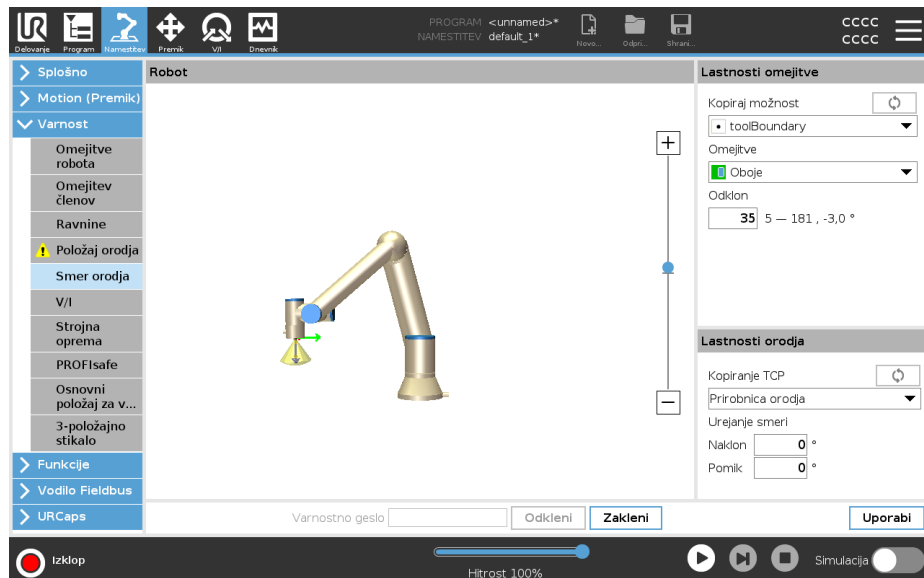 UR
PROGRAM <unnamed>*
NAMESTITEV default_1*
CCCC
CCCC
Delovanje
Program
Namestitev
Premik
V/I
Dnevnik
Novo...
Odpri...
Shrani...
Splošno
Motion (Premik)
Varnost
Omejitve
robota
Omejitev
členov
Ravnine
Položaj orodja
Smer orodja
V/I
Strojna
oprema
PROFIsafe
Osnovni
položaj za v...
3-položajno
stikalo
Funkcije
Vodilo Fieldbus
URCaps
Robot
Lastnosti omejitve
Kopiraj možnost
toolBoundary
Omejitve
Oboje
Odklon
35 5 — 181 , -3,0 °
Lastnosti orodja
Kopiranje TCP
Prirobnica orodja
Urejanje smeri
Naklon 0 °
Pomik 0 °
Varnostno geslo
Odkleni
Zakleni
Uporabi
Izklop
Hitrost 100%
Simulacija